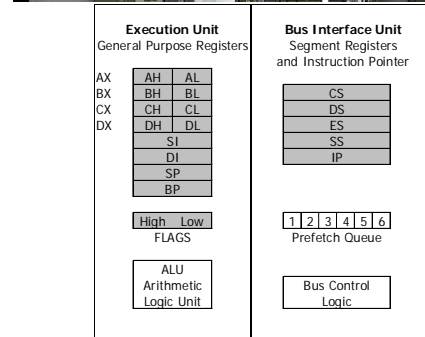 Execution Unit
General Purpose Registers
AX AH AL
BX BH BL
CX CH CL
DX DH DL
SI
DI
SP
BP
High Low
FLAGS
ALU
Arithmetic
Logic Unit
Bus Interface Unit
Segment Registers
and Instruction Pointer
CS
DS
ES
SS
IP
1 2 3 4 5 6
Prefetch Queue
Bus Control
Logic